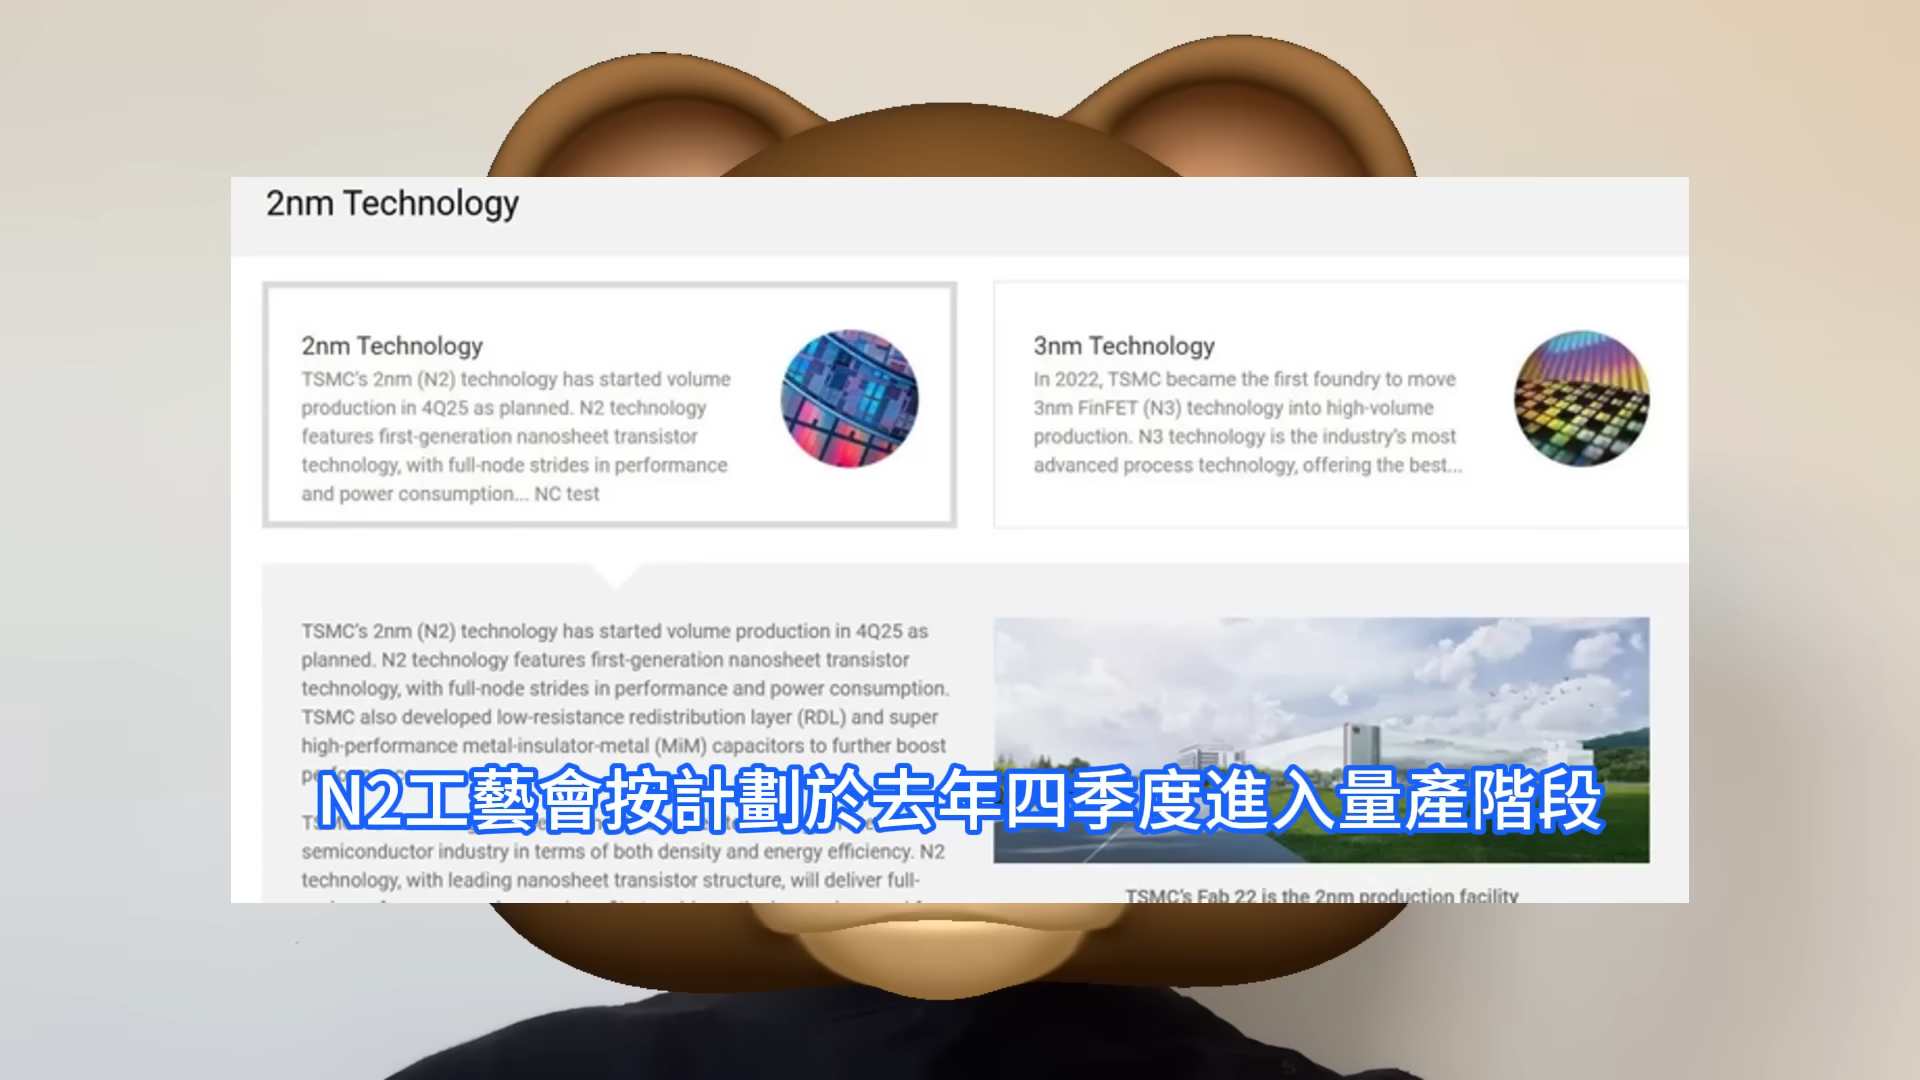 2nm Technology
2nm Technology
TSMC's 2nm (N2) technology has started volume
production in 4Q25 as planned. N2 technology
features first-generation nanosheet transistor
technology, with full-node strides in performance
and power consumption... NC test
3nm Technology
In 2022, TSMC became the first foundry to move
3nm FinFET (N3) technology into high-volume
production. N3 technology is the industry's most
advanced process technology, offering the best...
TSMC's 2nm (N2) technology has started volume production in 4Q25 as
planned. N2 technology features first-generation nanosheet transistor
technology, with full-node strides in performance and power consumption.
TSMC also developed low-resistance redistribution layer (RDL) and super
high-performance metal-insulator-metal (MiM) capacitors to further boost
N2工藝會按計劃於去年四季度進入量產階段
semiconductor industry in terms of both density and energy efficiency. N2
technology, with leading nanosheet transistor structure, will deliver full-
TSMC's Fab 22 is the 2nm production facility